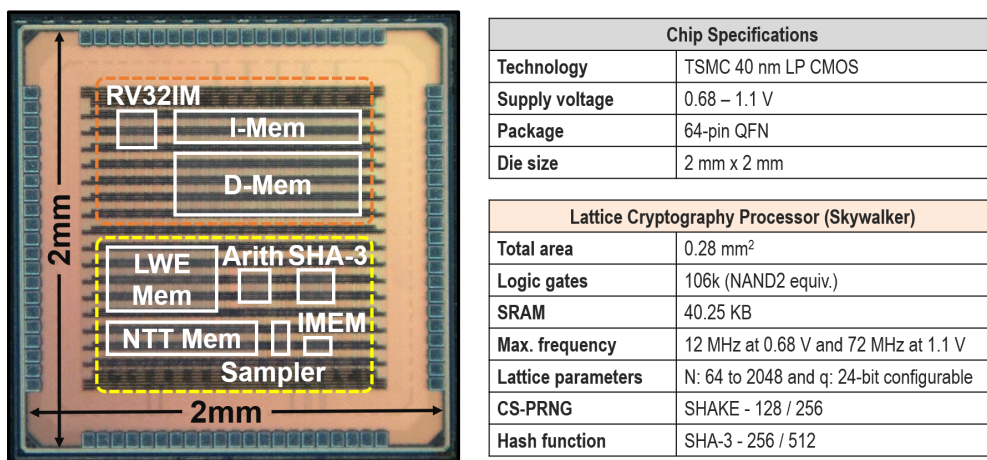 RV32IM
I-Mem
D-Mem
2mm
LWE
Mem
Arith SHA-3
NTT Mem
IMEM
Sampler
2mm
Chip Specifications
Technology TSMC 40 nm LP CMOS
Supply voltage 0.68 – 1.1 V
Package 64-pin QFN
Die size 2 mm x 2 mm
Lattice Cryptography Processor (Skywalker)
Total area 0.28 mm²
Logic gates 106k (NAND2 equiv.)
SRAM 40.25 KB
Max. frequency 12 MHz at 0.68 V and 72 MHz at 1.1 V
Lattice parameters N: 64 to 2048 and q: 24-bit configurable
CS-PRNG SHAKE - 128 / 256
Hash function SHA-3 - 256 / 512